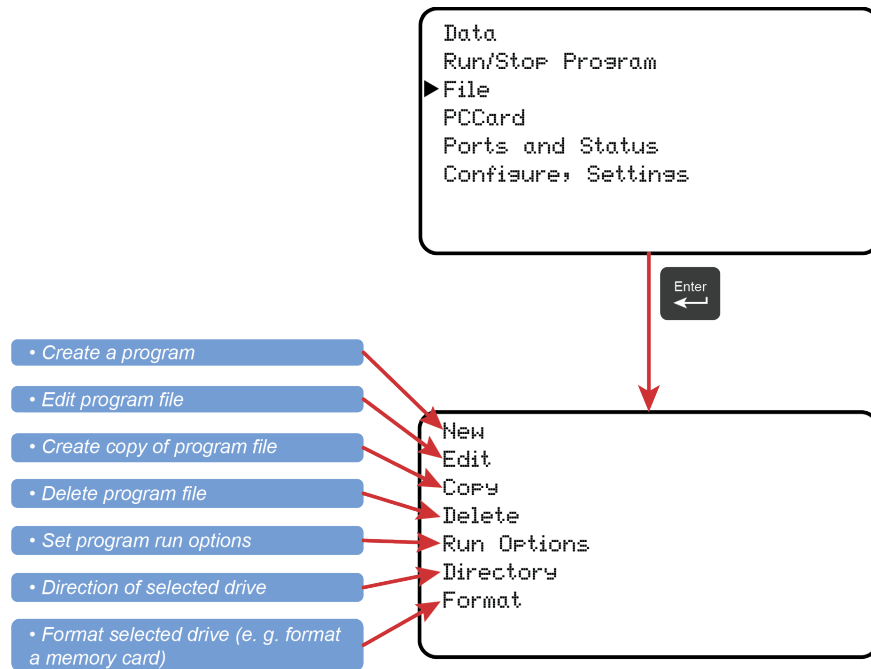 Data
Run/Stop Program
File
PCCard
Ports and Status
Configure, Settings
Enter
• Create a program
• Edit program file
• Create copy of program file
• Delete program file
• Set program run options
• Direction of selected drive
• Format selected drive (e. g. format
a memory card)
New
Edit
Copy
Delete
Run Options
Directory
Format